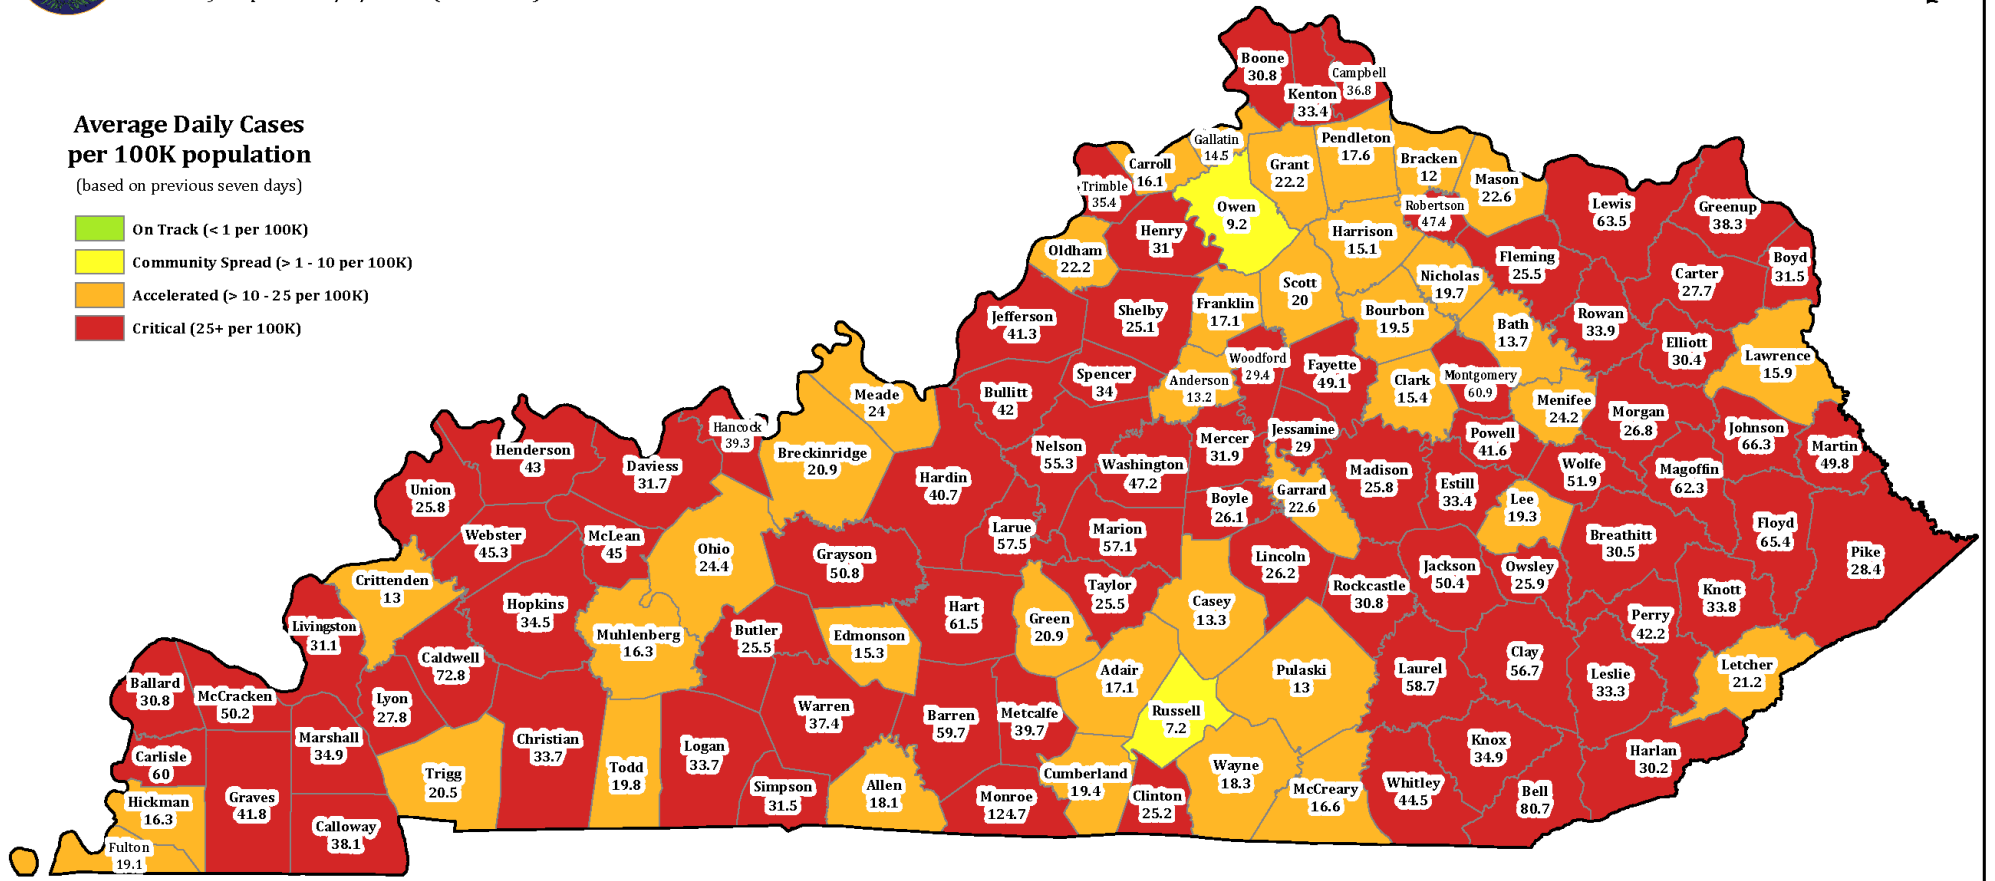 Average Daily Cases
per 100K population
(based on previous seven days)
On Track (< 1 per 100K)
Community Spread (> 1 - 10 per 100K)
Accelerated (> 10 - 25 per 100K)
Critical (25+ per 100K)
Boone
30.8
Campbell
36.8
Kenton
33.4
Gallatin
14.5
Pendleton
17.6
Carroll
16.1
Grant
22.2
Bracken
12
Mason
22.6
Trimble
35.4
Owen
9.2
Robertson
47.4
Lewis
63.5
Greenup
38.3
Henry
31
Harrison
15.1
Oldham
22.2
Fleming
25.5
Boyd
31.5
Nicholas
19.7
Carter
27.7
Scott
20
Franklin
17.1
Shelby
25.1
Jefferson
41.3
Bourbon
19.5
Bath
13.7
Rowan
33.9
Elliott
30.4
Lawrence
15.9
Woodford
29.4
Fayette
49.1
Spencer
34
Anderson
13.2
Clark
15.4
Montgomery
60.9
Bullitt
42
Meade
24
Menifee
24.2
Morgan
26.8
Johnson
66.3
Hancock
39.3
Jessamine
29
Powell
41.6
Mercer
31.9
Nelson
55.3
Martin
49.8
Henderson
43
Breckinridge
20.9
Washington
47.2
Wolfe
51.9
Daviess
31.7
Madison
25.8
Magoffin
62.3
Hardin
40.7
Estill
33.4
Union
25.8
Garrard
22.6
Boyle
26.1
Lee
19.3
Floyd
65.4
Larue
57.5
Marion
57.1
Webster
45.3
McLean
45
Breathitt
30.5
Ohio
24.4
Grayson
50.8
Lincoln
26.2
Pike
28.4
Jackson
50.4
Owsley
25.9
Crittenden
13
Taylor
25.5
Rockcastle
30.8
Knott
33.8
Hopkins
34.5
Hart
61.5
Casey
13.3
Perry
42.2
Green
20.9
Livingston
31.1
Muhlenberg
16.3
Butler
25.5
Edmonson
15.3
Clay
56.7
Caldwell
72.8
Letcher
21.2
Adair
17.1
Pulaski
13
Laurel
58.7
Leslie
33.3
Ballard
30.8
McCracken
50.2
Lyon
27.8
Warren
37.4
Barren
59.7
Metcalfe
39.7
Russell
7.2
Marshall
34.9
Christian
33.7
Logan
33.7
Knox
34.9
Harlan
30.2
Carlisle
60
Trigg
20.5
Todd
19.8
Wayne
18.3
Cumberland
19.4
Simpson
31.5
Allen
18.1
Whitley
44.5
McCreary
16.6
Bell
80.7
Hickman
16.3
Graves
41.8
Monroe
124.7
Clinton
25.2
Calloway
38.1
Fulton
19.1